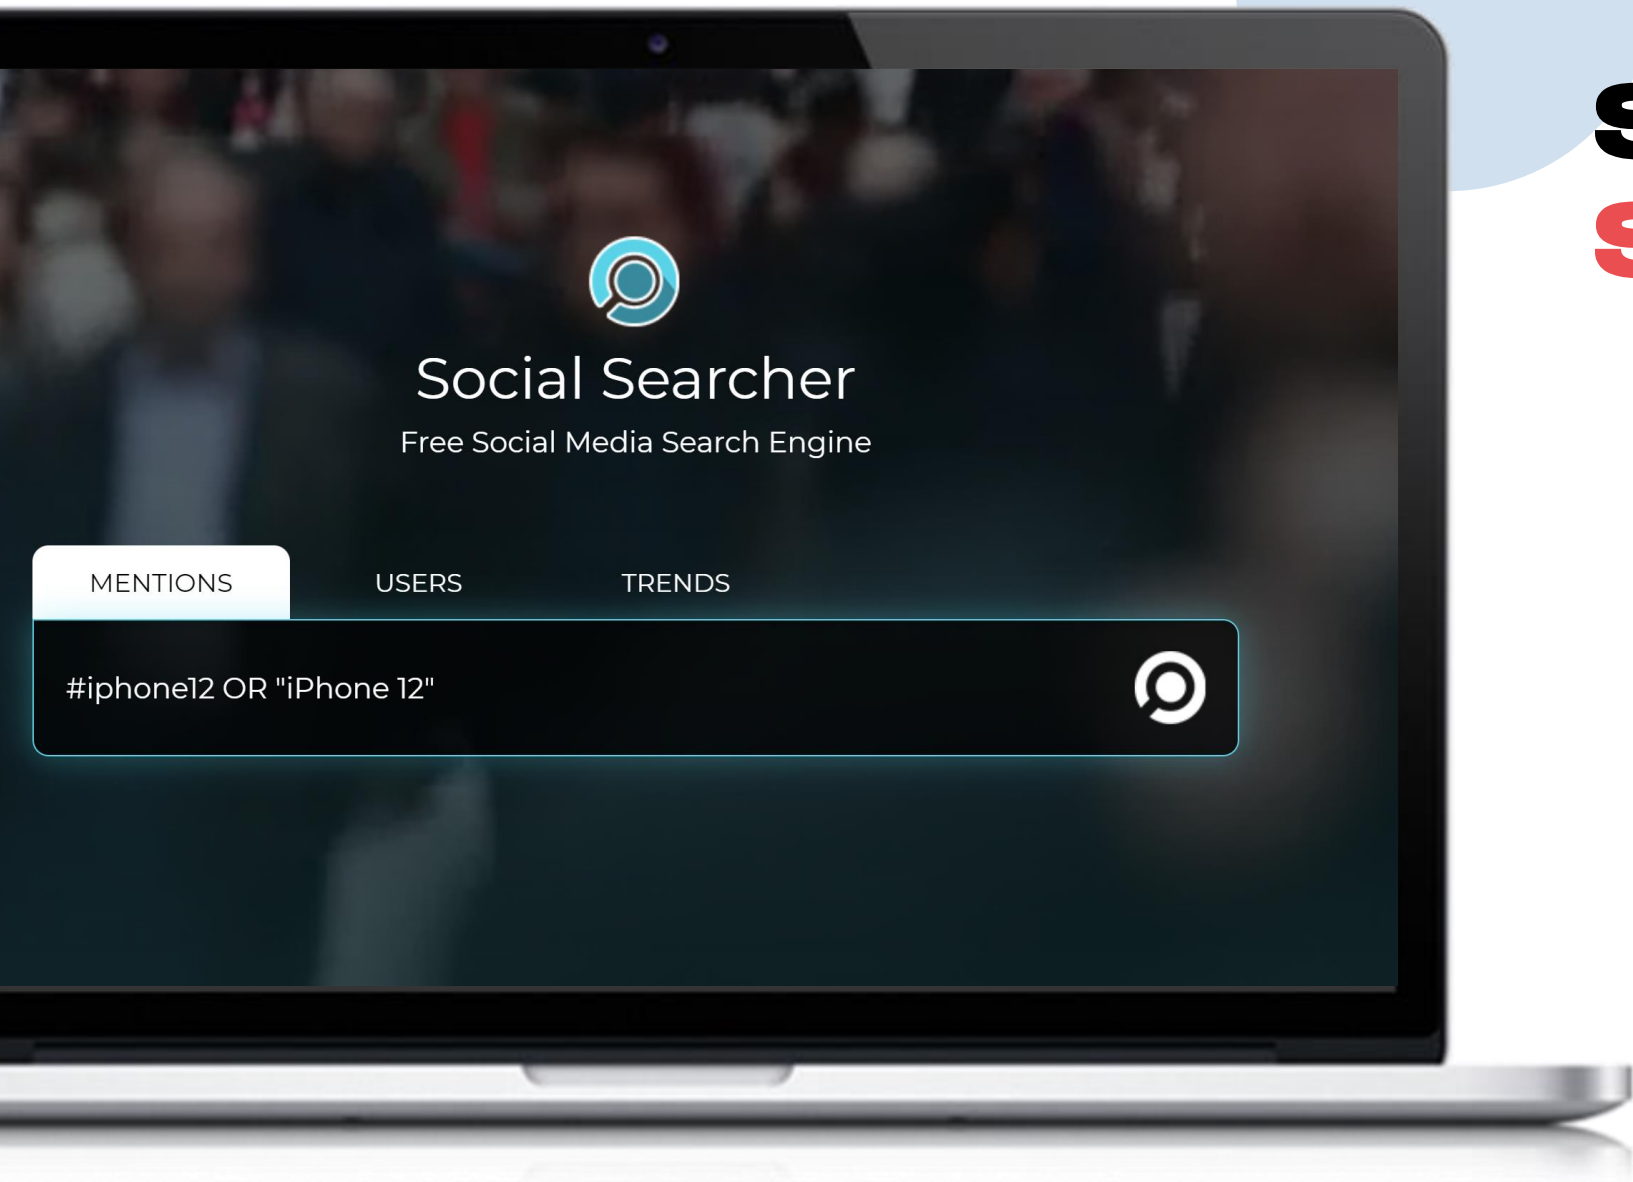 Social Searcher
Free Social Media Search Engine
MENTIONS USERS TRENDS
#iphone12 OR "iPhone 12"
S
S